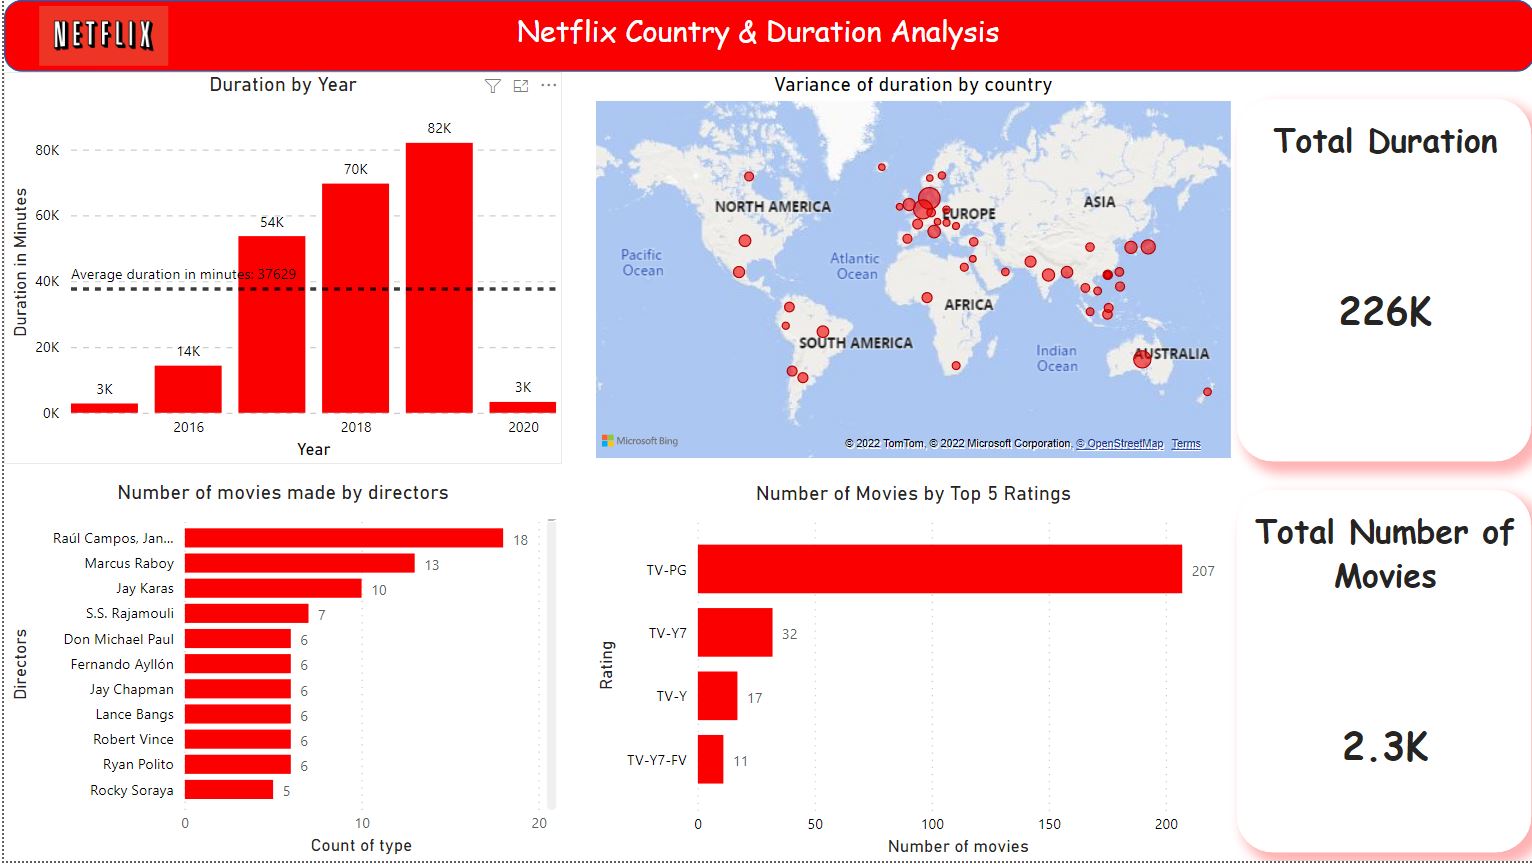 NETFLIX
Netflix Country & Duration Analysis
Duration by Year
Duration in Minutes
80K
60K
40K
20K
0K
3K
14K
54K
70K
82K
3K
Average duration in minutes: 37629
2016
2018
2020
Year
Variance of duration by country
NORTH AMERICA
EUROPE
ASIA
Pacific
Ocean
Atlantic
Ocean
AFRICA
SOUTH AMERICA
Indian
Ocean
AUSTRALIA
Microsoft Bing
© 2022 TomTom, © 2022 Microsoft Corporation, © OpenStreetMap Terms
Total Duration
226K
Number of movies made by directors
Directors
Raúl Campos, Jan... 18
Marcus Raboy 13
Jay Karas 10
S.S. Rajamouli 7
Don Michael Paul 6
Fernando Ayllón 6
Jay Chapman 6
Lance Bangs 6
Robert Vince 6
Ryan Polito 6
Rocky Soraya 5
0 10 20
Count of type
Number of Movies by Top 5 Ratings
Rating
TV-PG 207
TV-Y7 32
TV-Y 17
TV-Y7-FV 11
0 50 100 150 200
Number of movies
Total Number of
Movies
2.3K